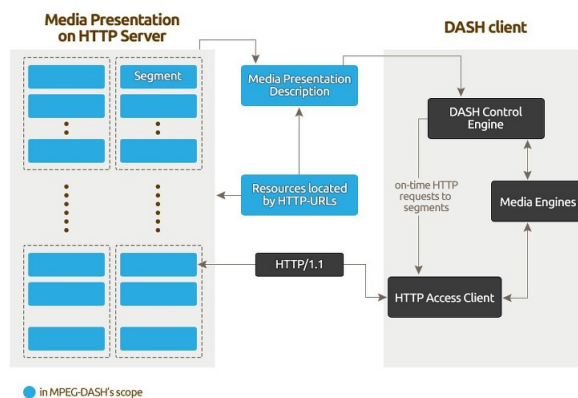 Media Presentation
on HTTP Server
DASH client
Segment
Media Presentation
Description
DASH Control
Engine
Resources located
by HTTP-URLs
on-time HTTP
requests to
segments
Media Engines
HTTP/1.1
HTTP Access Client
in MPEG-DASH's scope